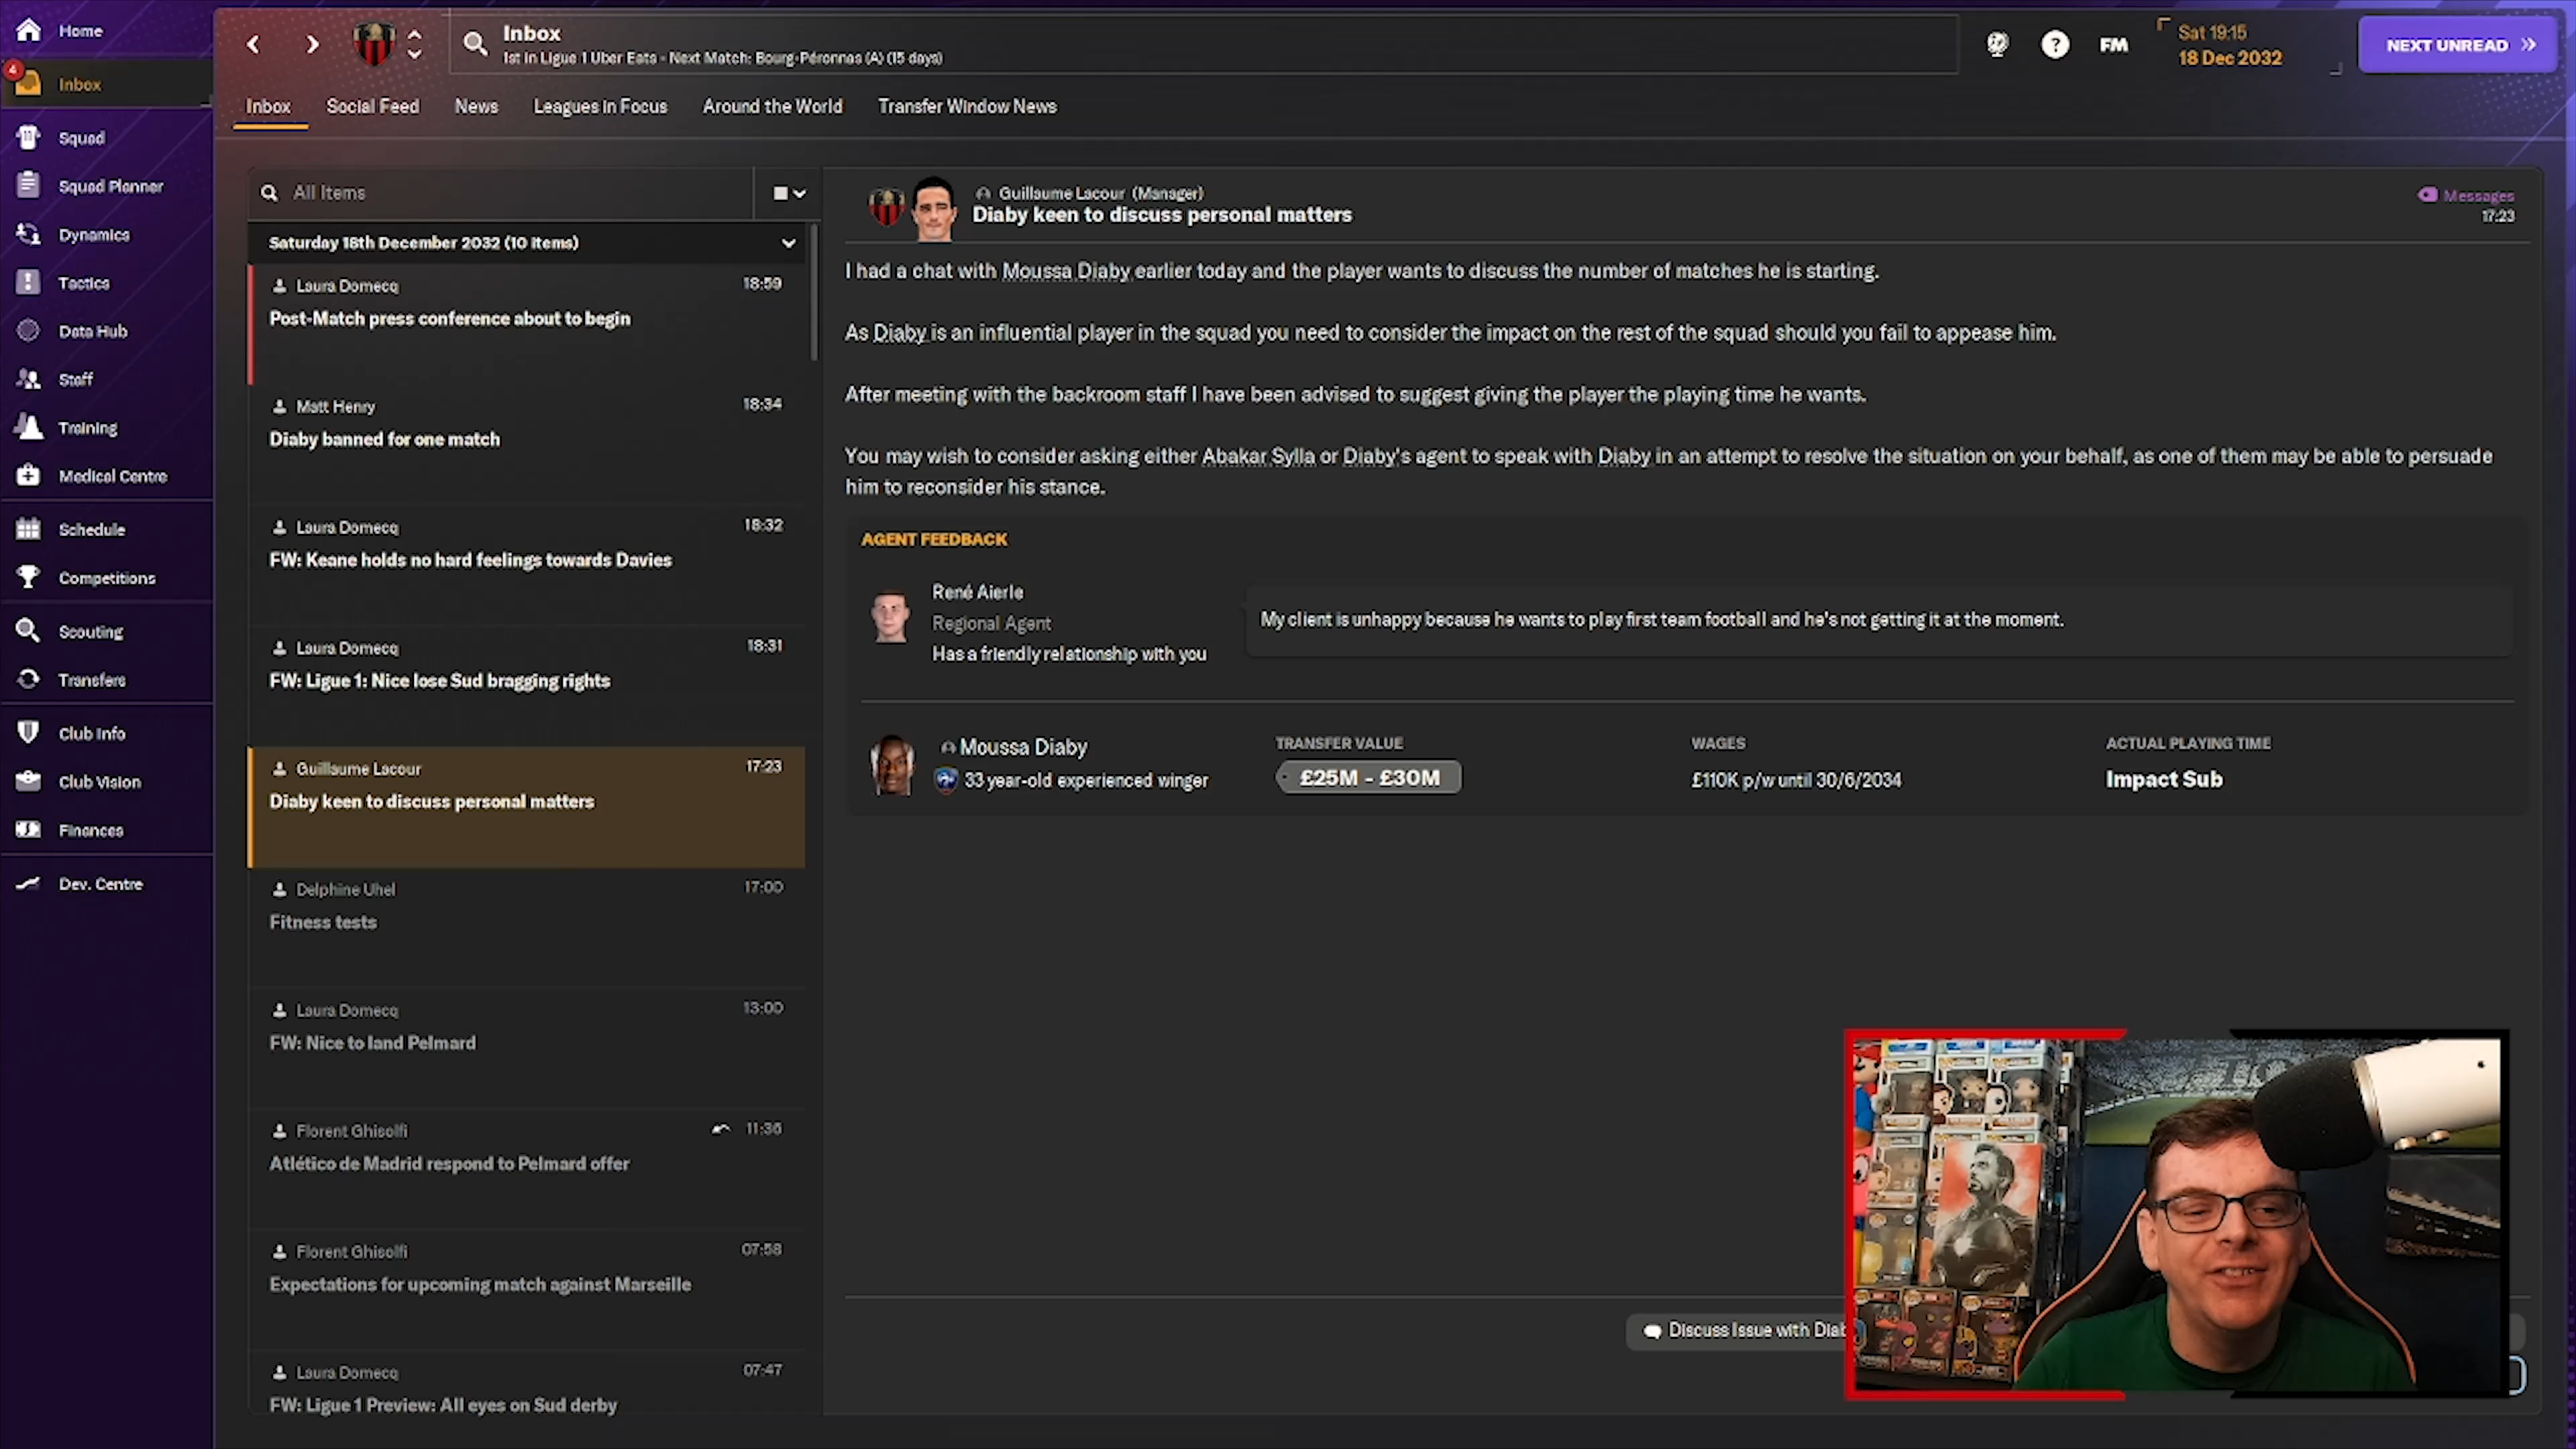 Home
4
Inbox
Squad
Squad Planner
Dynamics
Tactics
Data Hub
Staff
Training
Medical Centre
Schedule
Competitions
Scouting
Transfers
Club Info
Club Vision
Finances
Dev. Centre
Inbox
1st in Ligue 1 Uber Eats - Next Match: Bourg-Péronnas (A) (15 days)
?
FM
Sat 19:15
18 Dec 2032
NEXT UNREAD
Inbox
Social Feed
News
Leagues in Focus
Around the World
Transfer Window News
All Items
Saturday 18th December 2032 (10 Items)
Laura Domecq
18:59
Post-Match press conference about to begin
Matt Henry
18:34
Diaby banned for one match
Laura Domecq
18:32
FW: Keane holds no hard feelings towards Davies
Laura Domecq
18:31
FW: Ligue 1: Nice lose Sud bragging rights
Guillaume Lacour
17:23
Diaby keen to discuss personal matters
Delphine Uhel
17:00
Fitness tests
Laura Domecq
13:00
FW: Nice to land Pelmard
Florent Ghisolfi
11:36
Atlético de Madrid respond to Pelmard offer
Florent Ghisolfi
07:58
Expectations for upcoming match against Marseille
Laura Domecq
07:47
FW: Ligue 1 Preview: All eyes on Sud derby
Guillaume Lacour (Manager)
Diaby keen to discuss personal matters
Messages
17:23
I had a chat with Moussa Diaby earlier today and the player wants to discuss the number of matches he is starting.
As Diaby is an influential player in the squad you need to consider the impact on the rest of the squad should you fail to appease him.
After meeting with the backroom staff I have been advised to suggest giving the player the playing time he wants.
You may wish to consider asking either Abakar Sylla or Diaby's agent to speak with Diaby in an attempt to resolve the situation on your behalf, as one of them may be able to persuade
him to reconsider his stance.
AGENT FEEDBACK
René Aierle
Regional Agent
Has a friendly relationship with you
My client is unhappy because he wants to play first team football and he's not getting it at the moment.
Moussa Diaby
33 year-old experienced winger
TRANSFER VALUE
£25M - £30M
WAGES
£110K p/w until 30/6/2034
ACTUAL PLAYING TIME
Impact Sub
Discuss Issue with Diab